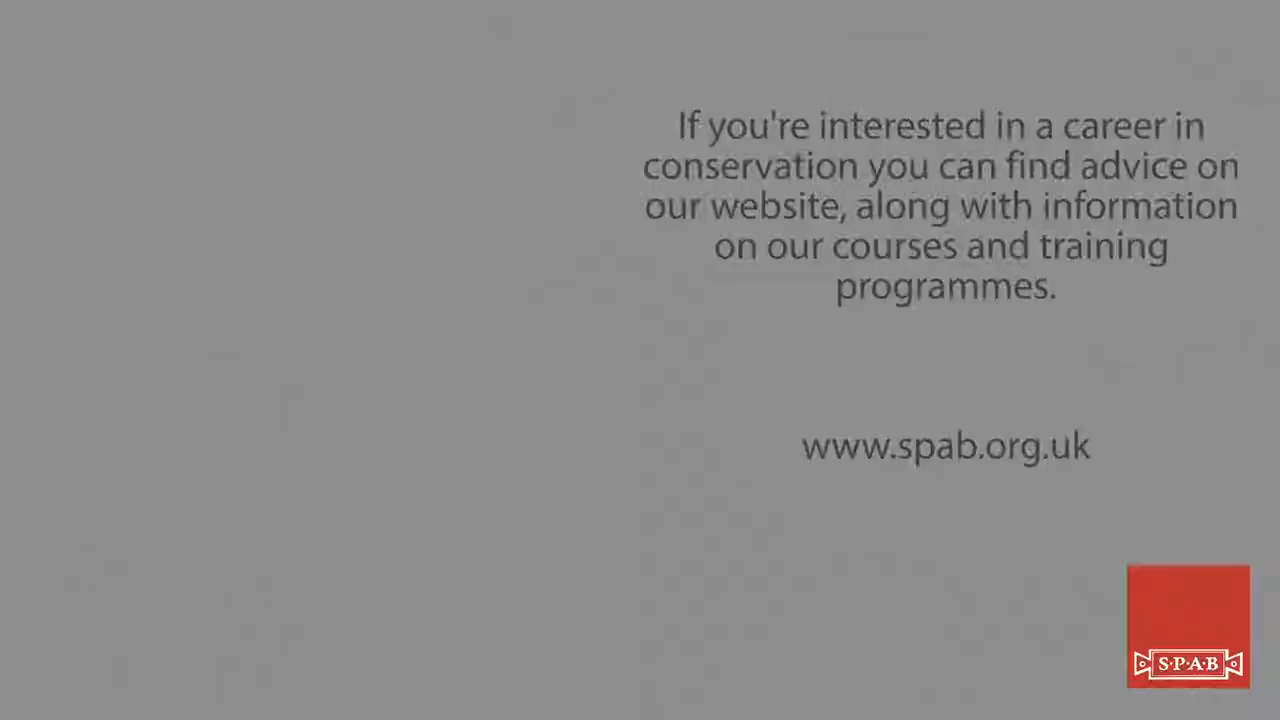 If you're interested in a career in
conservation you can find advice on
our website, along with information
on our courses and training
programmes.
www.spab.org.uk
S·P·A·B